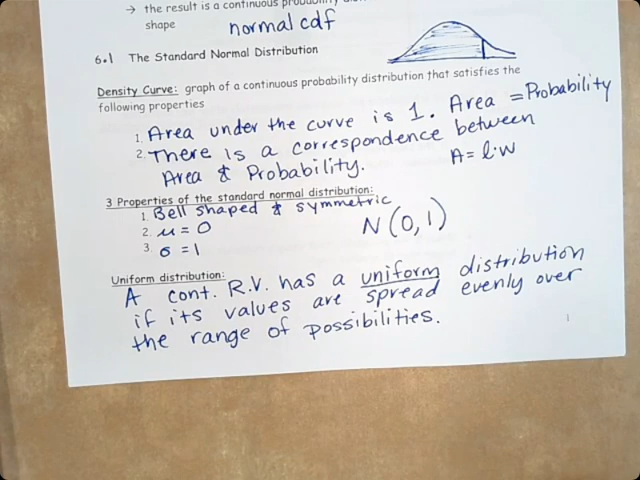 → the result is a continuous
shape normal cdf
6.1 The Standard Normal Distribution
Density Curve: graph of a continuous probability distribution that satisfies the
following properties
1. Area under the curve is 1. Area = Probability
2. There is a correspondence between
Area & Probability. A = l·w
3 Properties of the standard normal distribution:
1. Bell shaped & symmetric
2. μ = 0 N(0,1)
3. σ = 1
Uniform distribution:
A cont. R.V. has a uniform distribution
if its values are spread evenly over
the range of possibilities.
1